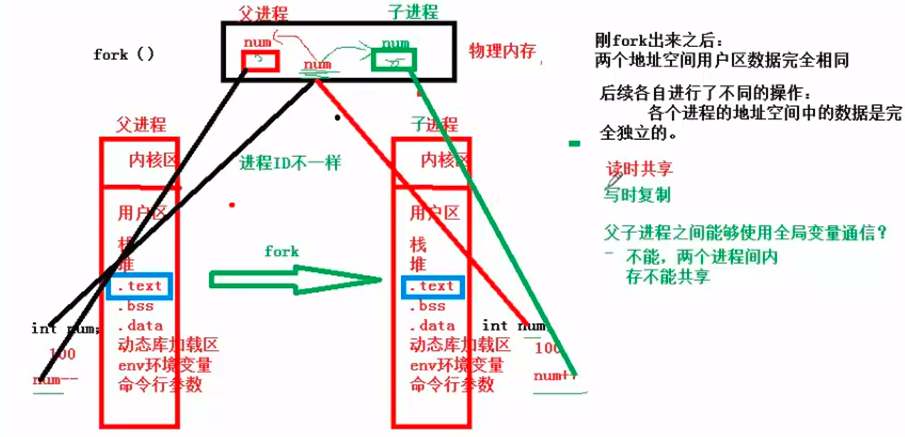 父进程
子进程
num
num
num
fork（）
物理内存
刚fork出来之后：
两个地址空间用户区数据完全相同
后续各自进行了不同的操作：
各个进程的地址空间中的数据是完
全独立的。
读时共享
写时复制
父子进程之间能够使用全局变量通信？
不能，两个进程间内
存不能共享
父进程
内核区
用户区
栈
堆
.text
.bss
.data
动态库加载区
env环境变量
命令行参数
int num;
100
num--
进程ID不一样
fork
子进程
内核区
用户区
栈
堆
.text
.bss
.data
动态库加载区
env环境变量
命令行参数
int num
100
num++